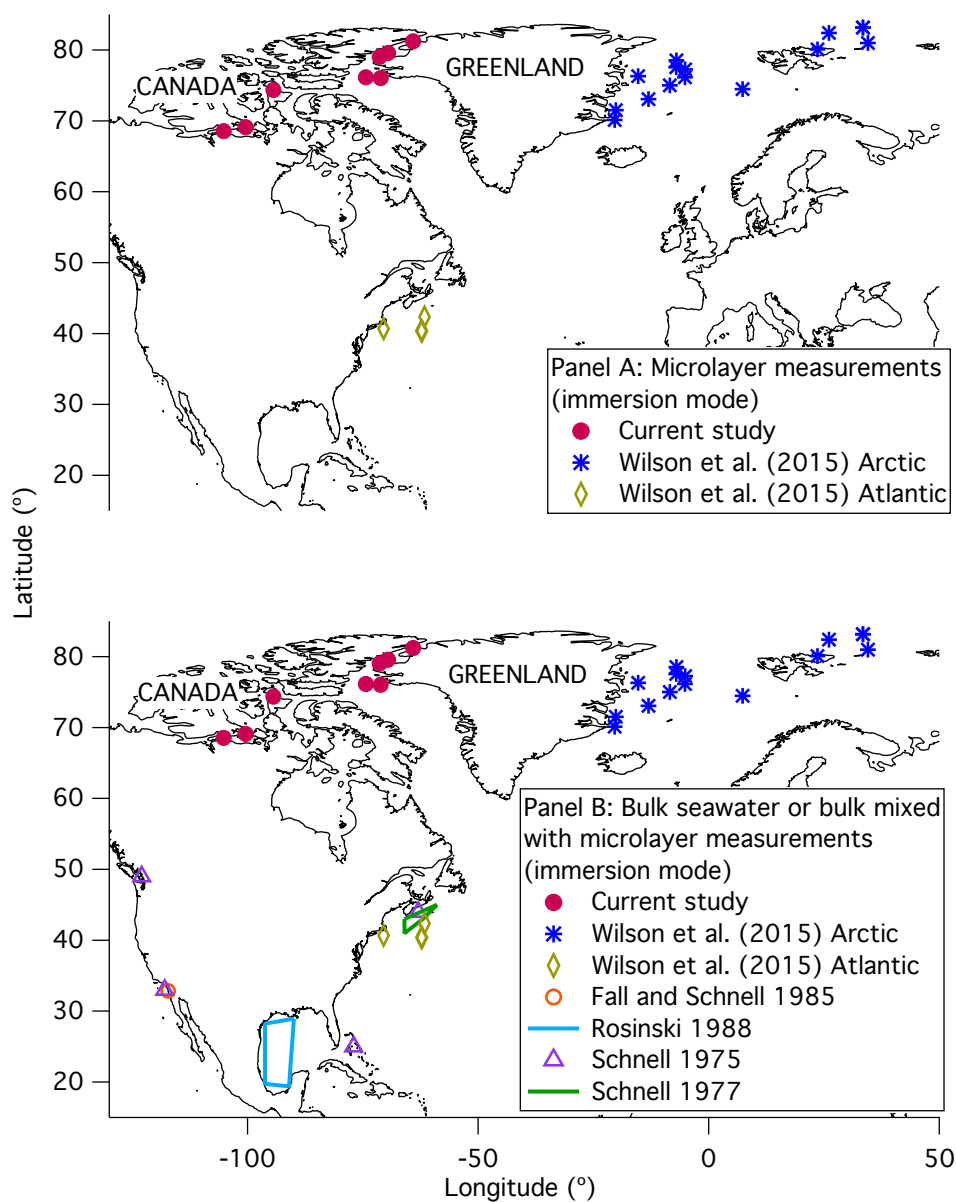 80
70
60
50
40
30
20
CANADA
GREENLAND
Panel A: Microlayer measurements
(immersion mode)
Current study
Wilson et al. (2015) Arctic
Wilson et al. (2015) Atlantic
Latitude (º)
80
70
60
50
40
30
20
CANADA
GREENLAND
Panel B: Bulk seawater or bulk mixed
with microlayer measurements
(immersion mode)
Current study
Wilson et al. (2015) Arctic
Wilson et al. (2015) Atlantic
Fall and Schnell 1985
Rosinski 1988
Schnell 1975
Schnell 1977
-100
-50
0
50
Longitude (º)